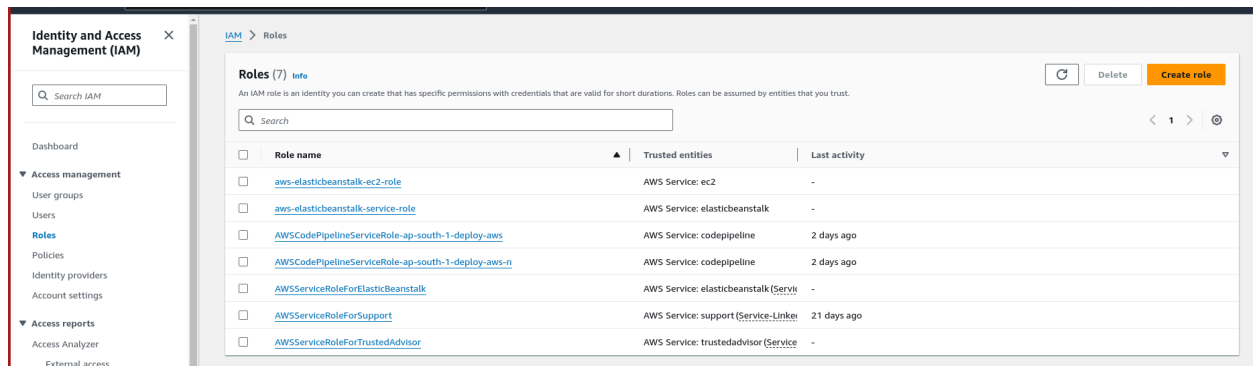 Identity and Access Management (IAM)
Search IAM
Dashboard
Access management
User groups
Users
Roles
Policies
Identity providers
Account settings
Access reports
Access Analyzer
External access
IAM > Roles
Roles (7) Info
Delete
Create role
An IAM role is an identity you can create that has specific permissions with credentials that are valid for short durations. Roles can be assumed by entities that you trust.
Search
1
Role name Trusted entities Last activity
aws-elasticbeanstalk-ec2-role AWS Service: ec2 -
aws-elasticbeanstalk-service-role AWS Service: elasticbeanstalk -
AWSCodePipelineServiceRole-ap-south-1-deploy-aws AWS Service: codepipeline 2 days ago
AWSCodePipelineServiceRole-ap-south-1-deploy-aws-n AWS Service: codepipeline 2 days ago
AWSServiceRoleForElasticBeanstalk AWS Service: elasticbeanstalk (Servic -
AWSServiceRoleForSupport AWS Service: support (Service-Linke 21 days ago
AWSServiceRoleForTrustedAdvisor AWS Service: trustedadvisor (Service -